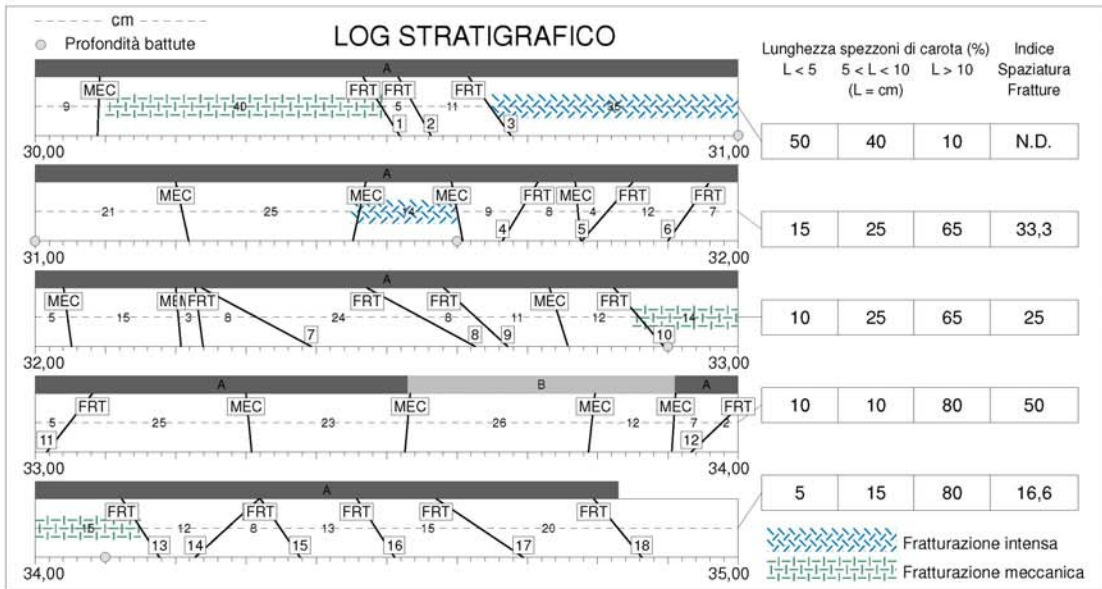 cm
Profondità battute
LOG STRATIGRAFICO
Lunghezza spezzoni di carota (%)
L < 5 5 < L < 10 L > 10
(L = cm)
Indice
Spaziatura
Fratture
A
MEC FRT FRT FRT
9 40 5 11 35
1 2 3
30,00 31,00
50 40 10 N.D.
A
MEC MEC MEC FRT MEC FRT FRT
21 25 14 9 8 4 12 7
4 5 6
31,00 32,00
15 25 65 33,3
A
MEC ME FRT FRT FRT MEC FRT
5 15 3 8 24 8 11 12 14
7 8 9 10
32,00 33,00
10 25 65 25
A B A
FRT MEC MEC MEC MEC FRT
5 25 23 26 12 7 2
11 12
33,00 34,00
10 10 80 50
A
FRT FRT FRT FRT FRT
15 12 8 13 15 20
13 14 15 16 17 18
34,00 35,00
5 15 80 16,6
Fratturazione intensa
Fratturazione meccanica